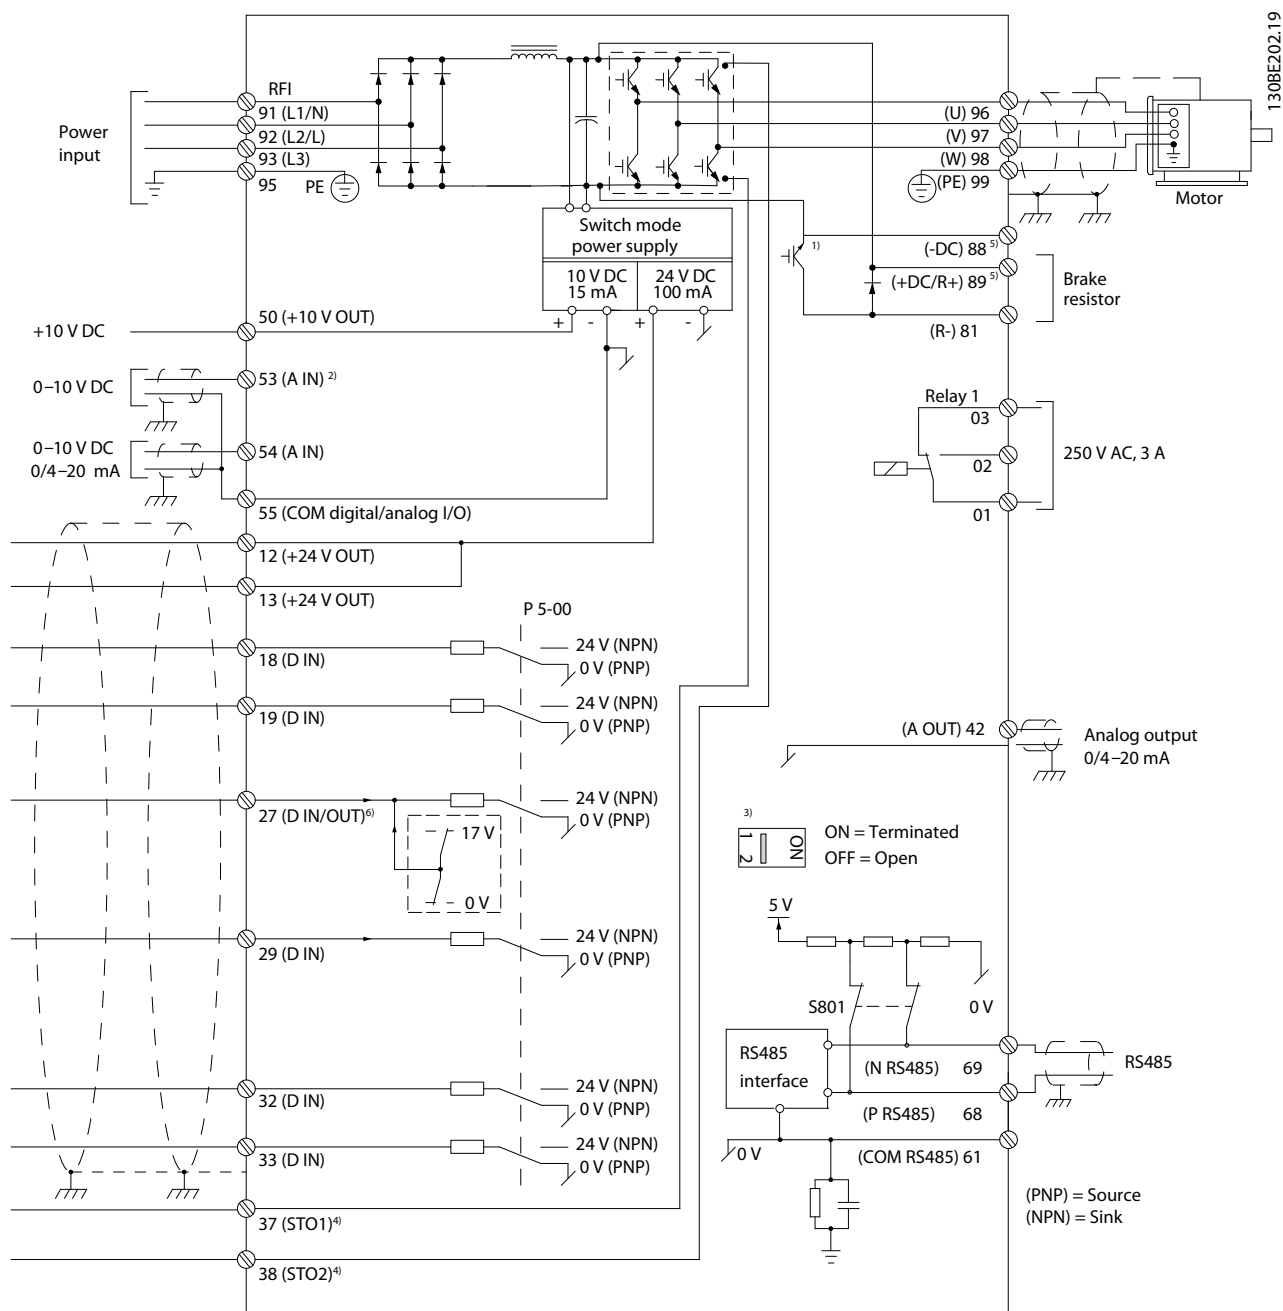 130BE202.19
RFI
91 (L1/N)
92 (L2/L)
93 (L3)
95
PE
Power
input
(U) 96
(V) 97
(W) 98
(PE) 99
Motor
Switch mode
power supply
10 V DC
15 mA
24 V DC
100 mA
+
-
+
-
1)
(-DC) 88 5)
(+DC/R+) 89 5)
(R-) 81
Brake
resistor
+10 V DC
50 (+10 V OUT)
0–10 V DC
53 (A IN) 2)
0–10 V DC
0/4–20 mA
54 (A IN)
55 (COM digital/analog I/O)
12 (+24 V OUT)
13 (+24 V OUT)
Relay 1
03
02
01
250 V AC, 3 A
P 5-00
18 (D IN)
24 V (NPN)
0 V (PNP)
19 (D IN)
24 V (NPN)
0 V (PNP)
27 (D IN/OUT)6)
24 V (NPN)
0 V (PNP)
17 V
0 V
29 (D IN)
24 V (NPN)
0 V (PNP)
32 (D IN)
24 V (NPN)
0 V (PNP)
33 (D IN)
24 V (NPN)
0 V (PNP)
37 (STO1)4)
38 (STO2)4)
(A OUT) 42
Analog output
0/4–20 mA
3)
1 2
ON
ON = Terminated
OFF = Open
5 V
S801
0 V
RS485
interface
(N RS485) 69
(P RS485) 68
RS485
0 V
(COM RS485) 61
(PNP) = Source
(NPN) = Sink